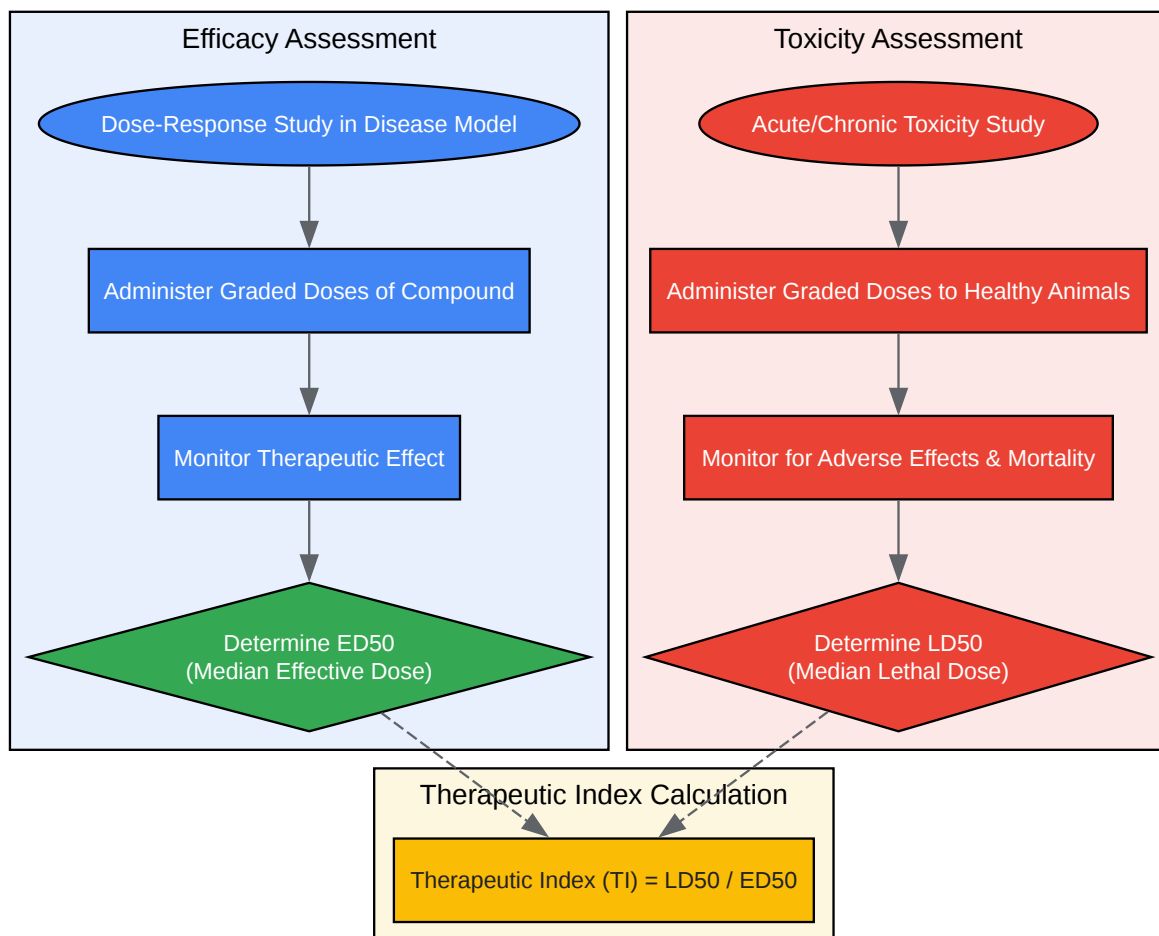 Efficacy Assessment
Dose-Response Study in Disease Model
Administer Graded Doses of Compound
Monitor Therapeutic Effect
Determine ED50
(Median Effective Dose)
Toxicity Assessment
Acute/Chronic Toxicity Study
Administer Graded Doses to Healthy Animals
Monitor for Adverse Effects & Mortality
Determine LD50
(Median Lethal Dose)
Therapeutic Index Calculation
Therapeutic Index (TI) = LD50 / ED50